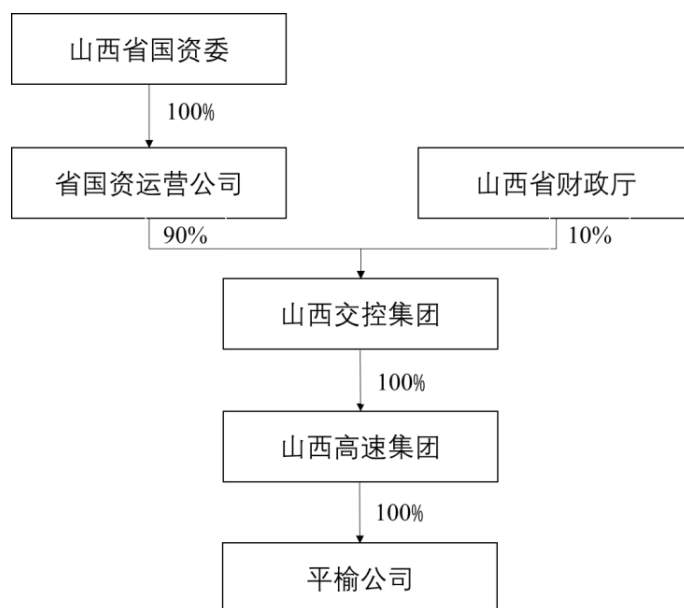 山西省国资委
100%
省国资运营公司
山西省财政厅
90%
10%
山西交控集团
100%
山西高速集团
100%
平榆公司